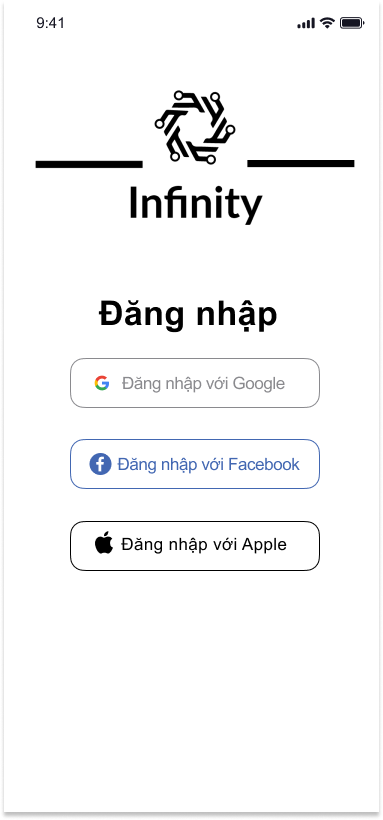 9:41
Infinity
Đăng nhập
Đăng nhập với Google
Đăng nhập với Facebook
Đăng nhập với Apple